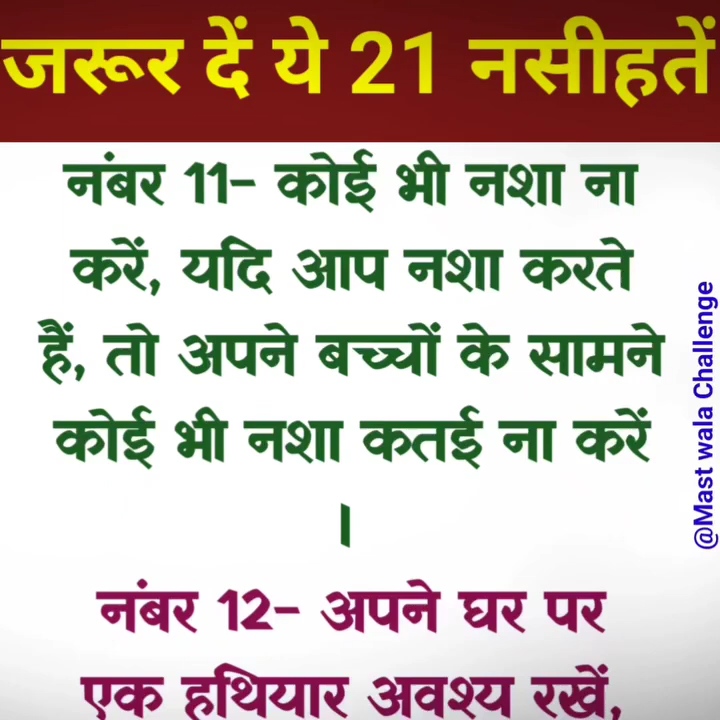 जरूर दें ये 21 नसीहतें
नंबर 11- कोई भी नशा ना
करें, यदि आप नशा करते
हैं, तो अपने बच्चों के सामने
कोई भी नशा कतई ना करें
।
नंबर 12- अपने घर पर
एक हथियार अवश्य रखें,
@Mast wala Challenge